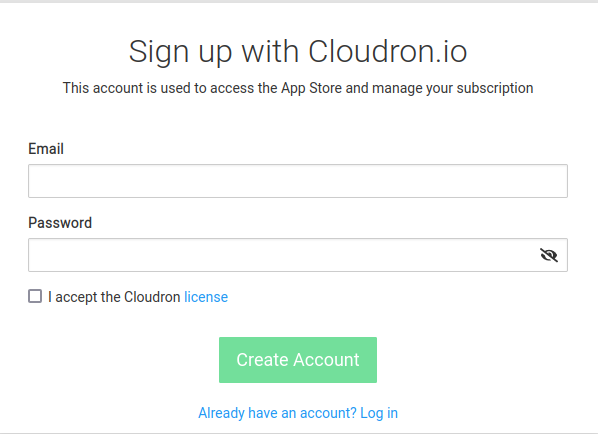 Sign up with Cloudron.io
This account is used to access the App Store and manage your subscription
Email
Password
I accept the Cloudron license
Create Account
Already have an account? Log in